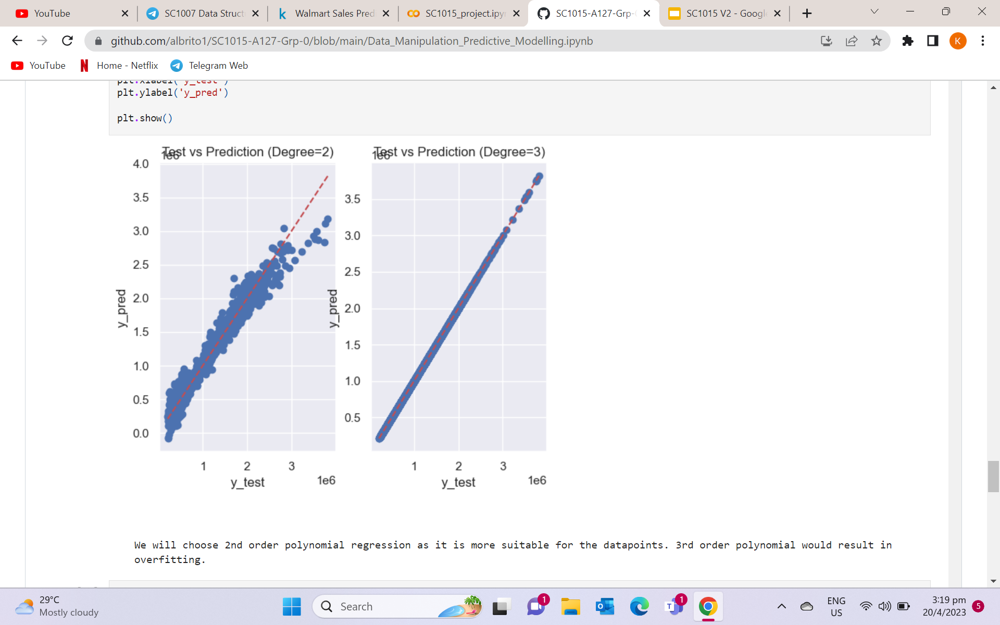 YouTube
SC1007 Data Struct
Walmart Sales Pred
SC1015_project.ipy
SC1015-A127-Grp-
SC1015 V2 - Googl
github.com/albrito1/SC1015-A127-Grp-0/blob/main/Data_Manipulation_Predictive_Modelling.ipynb
K
YouTube
Home - Netflix
Telegram Web
plt.xlabel('y_test')
plt.ylabel('y_pred')
plt.show()
Test vs Prediction (Degree=2)
1e6
4.0
3.5
3.0
2.5
2.0
1.5
1.0
0.5
0.0
y_pred
1 2 3
y_test
1e6
Test vs Prediction (Degree=3)
1e6
3.5
3.0
2.5
2.0
1.5
1.0
0.5
y_pred
1 2 3
y_test
1e6
We will choose 2nd order polynomial regression as it is more suitable for the datapoints. 3rd order polynomial would result in
overfitting.
29°C
Mostly cloudy
Search
1
T
1
ENG
US
3:19 pm
20/4/2023
5